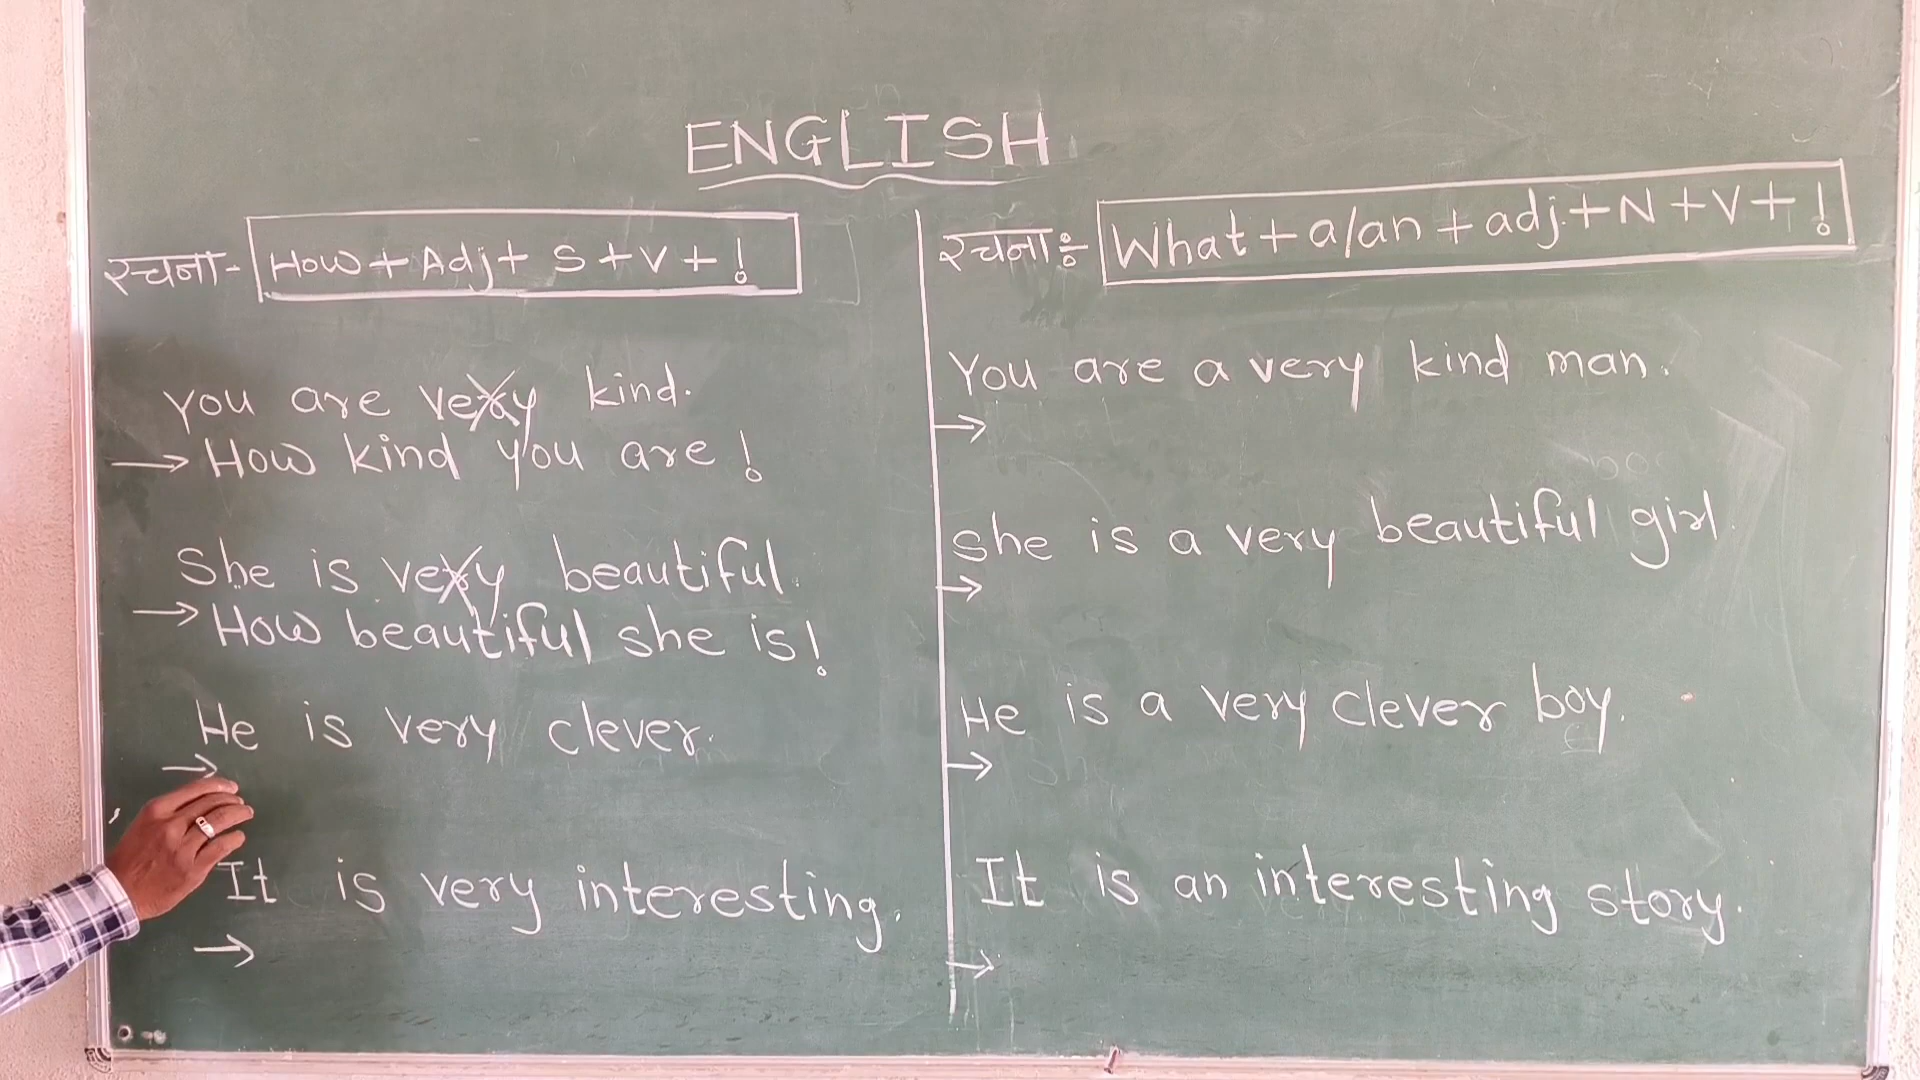 ENGLISH
रचना- How + Adj + S + V + !
You are very kind.
→ How kind you are !
She is very beautiful.
→ How beautiful she is!
He is very clever.
→
It is very interesting.
→
रचना÷ What + a/an + adj. + N + V + !
You are a very kind man.
→
She is a very beautiful girl.
→
He is a very clever boy.
→
It is an interesting story.
→